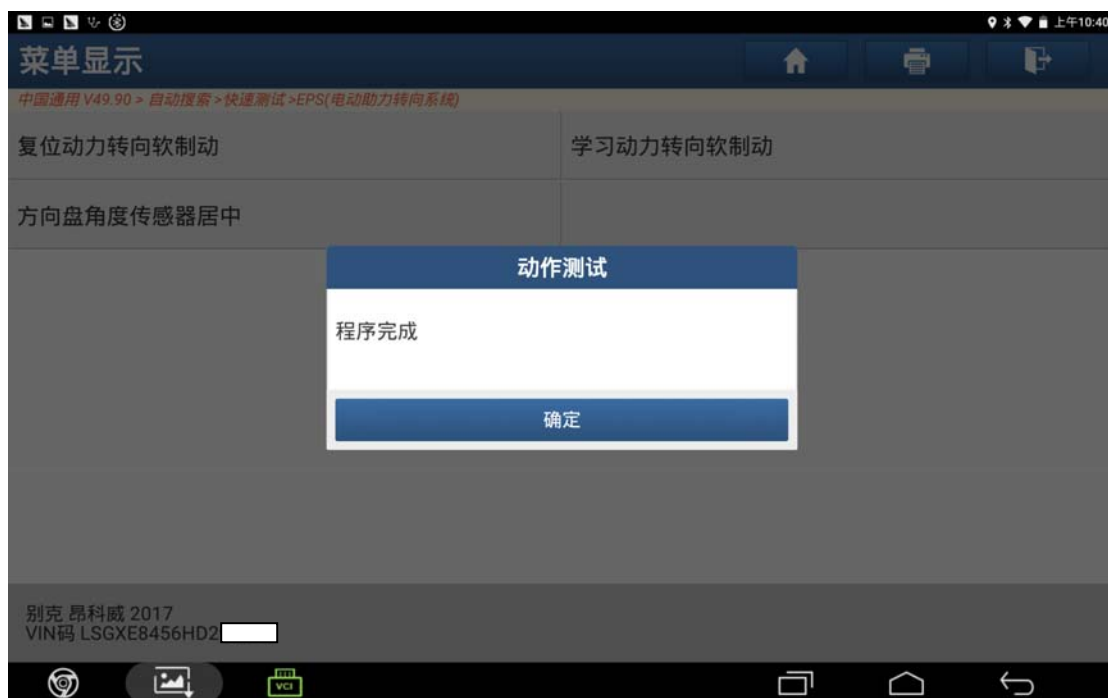 上午10:40
菜单显示
中国通用 V49.90 > 自动搜索 > 快速测试 >EPS(电动助力转向系统)
复位动力转向软制动
学习动力转向软制动
方向盘角度传感器居中
动作测试
程序完成
确定
别克 昂科威 2017
VIN码 LSGXE8456HD2
VCI